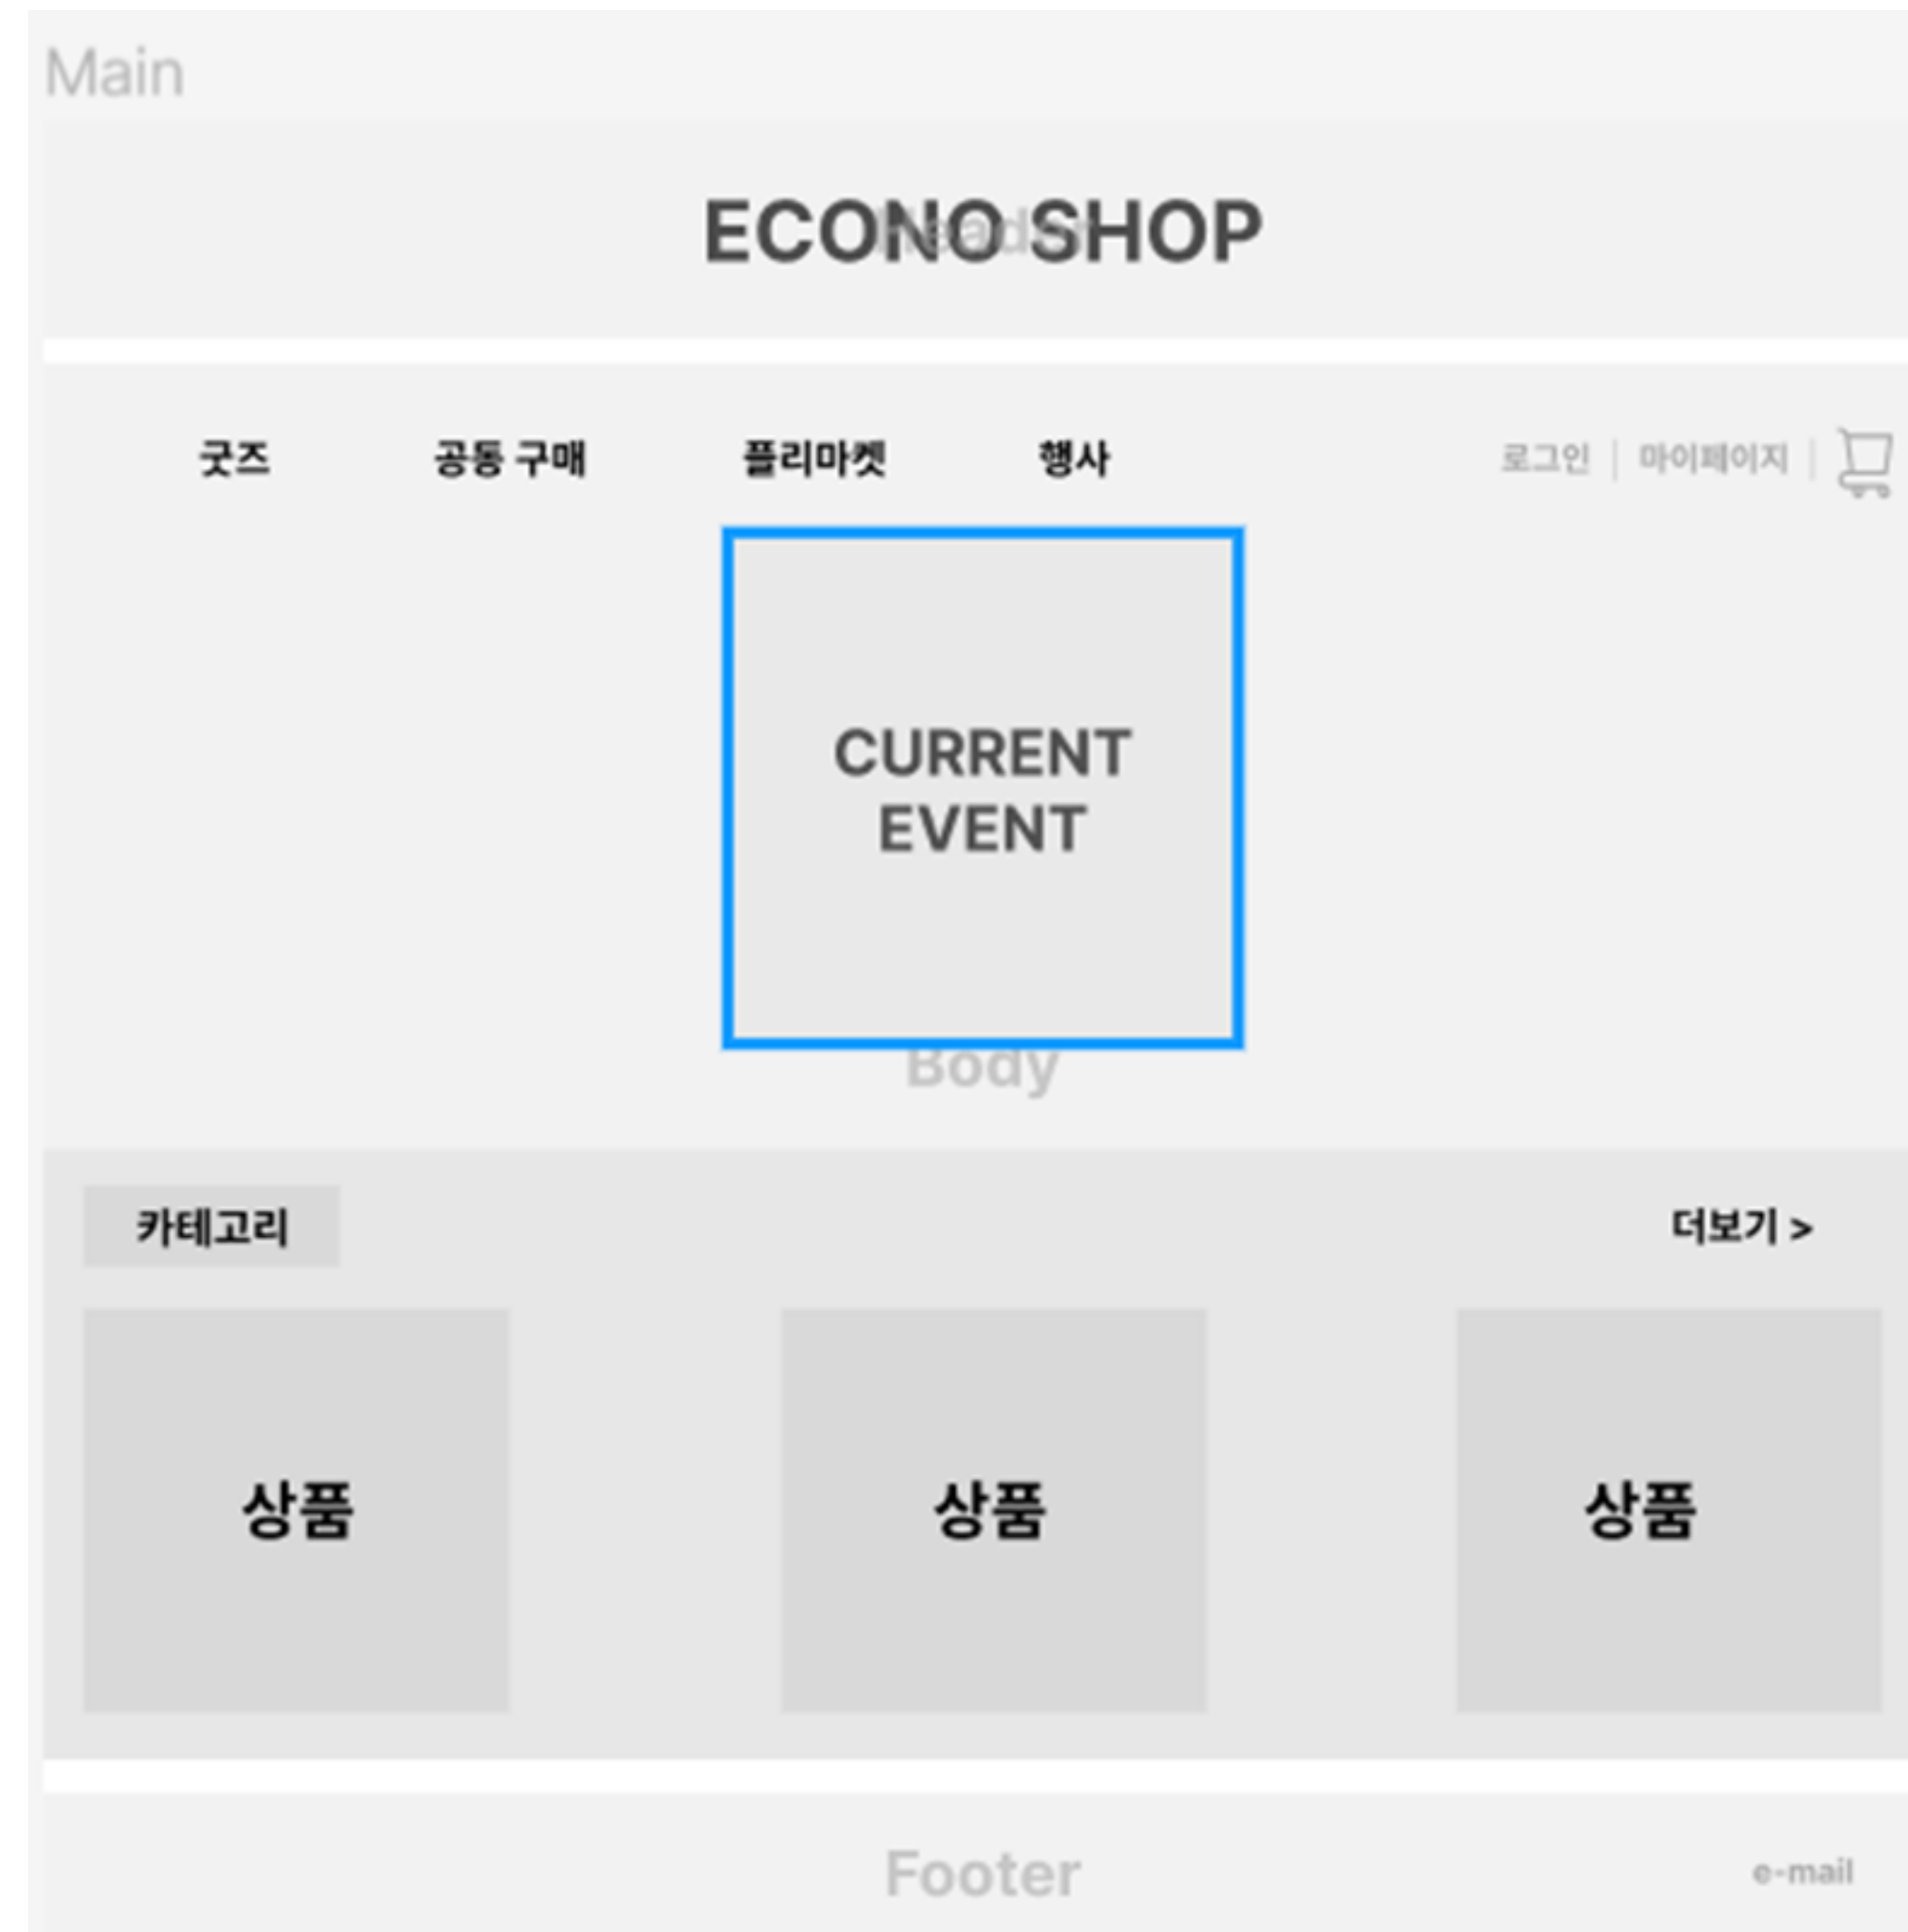 Main
ECONO SHOP
Header
굿즈 공동 구매 플리마켓 행사 로그인 마이페이지
CURRENT
EVENT
Body
카테고리 더보기 >
상품 상품 상품
Footer e-mail